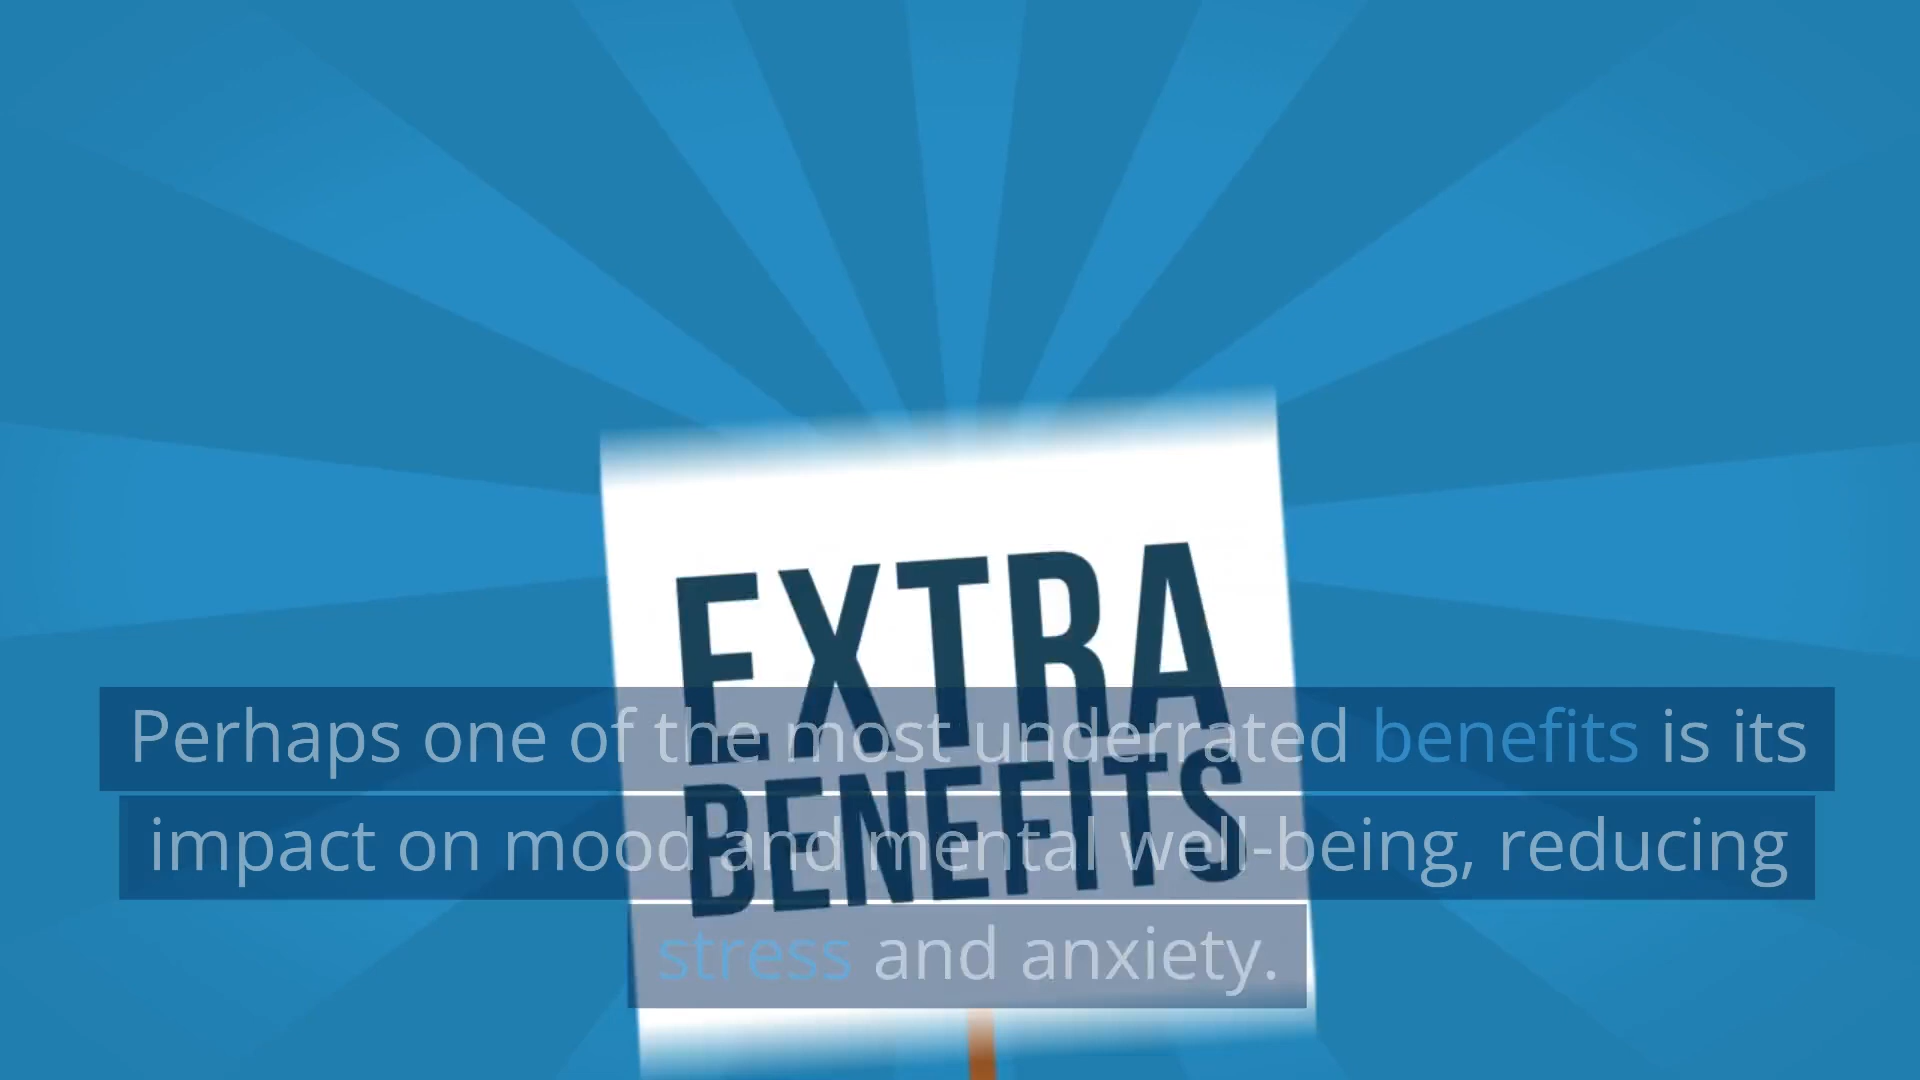 EXTRA
BENEFITS
Perhaps one of the most underrated benefits is its
impact on mood and mental well-being, reducing
stress and anxiety.